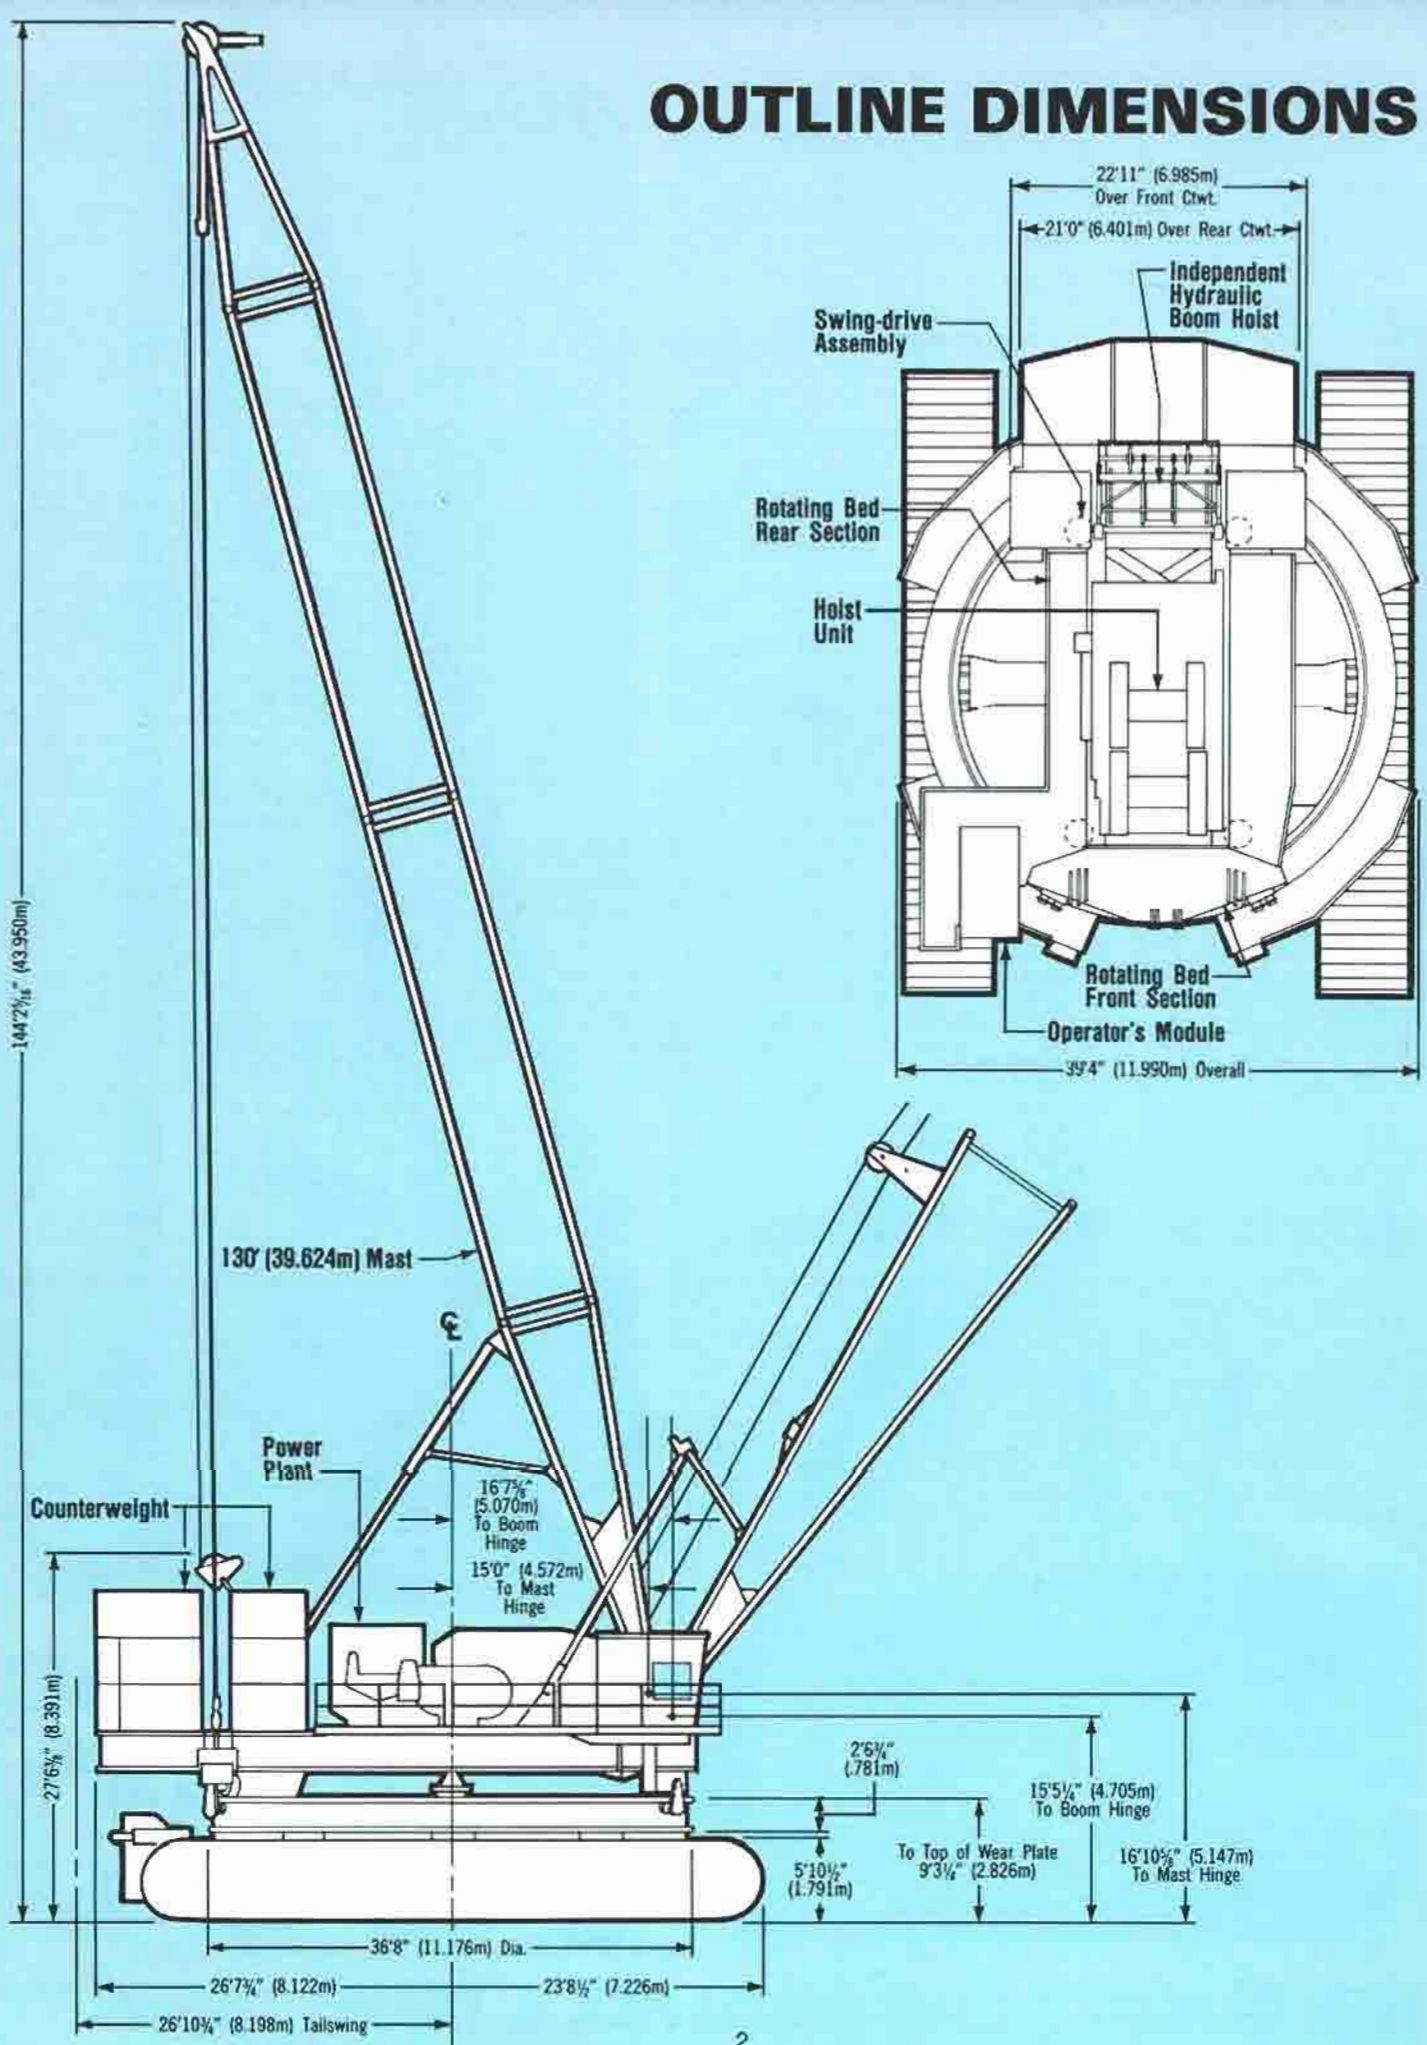 OUTLINE DIMENSIONS
22'11" (6.985m)
Over Front Ctwt.
21'0" (6.401m) Over Rear Ctwt.
Independent
Hydraulic
Boom Hoist
Swing-drive
Assembly
Rotating Bed
Rear Section
Hoist
Unit
Rotating Bed
Front Section
Operator's Module
39'4" (11.990m) Overall
144'2 5/16" (43.950m)
130' (39.624m) Mast
℄
Power
Plant
Counterweight
16'7⅝"
(5.070m)
To Boom
Hinge
15'0" (4.572m)
To Mast
Hinge
27'6⅜" (8.391m)
2'6¾"
(.781m)
15'5¼" (4.705m)
To Boom Hinge
To Top of Wear Plate
9'3¼" (2.826m)
16'10⅝" (5.147m)
To Mast Hinge
5'10½"
(1.791m)
36'8" (11.176m) Dia.
26'7¾" (8.122m)
23'8½" (7.226m)
26'10¾" (8.198m) Tailswing
2